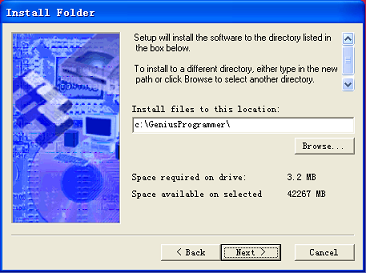 Install Folder
Setup will install the software to the directory listed in
the box below.
To install to a different directory, either type in the new
path or click Browse to select another directory.
Install files to this location:
c:\GeniusProgrammer\
Browse...
Space required on drive: 3.2 MB
Space available on selected 42267 MB
< Back Next > Cancel